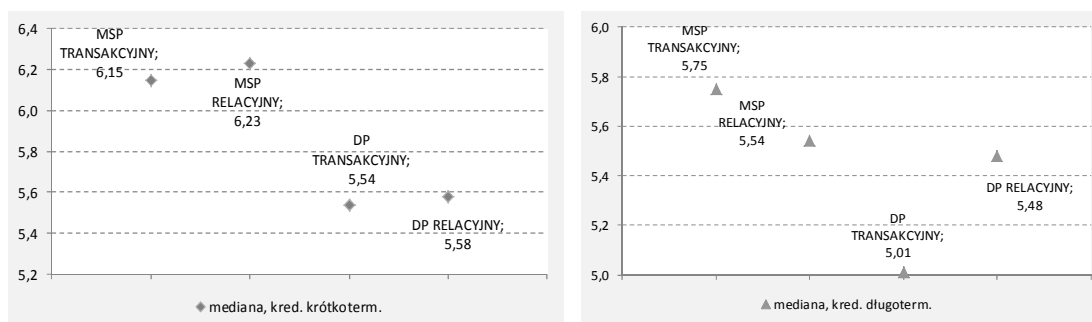 6,4
6,2
6,0
5,8
5,6
5,4
5,2
MSP
TRANSAKCYJNY;
6,15
MSP
RELACYJNY;
6,23
DP
TRANSAKCYJNY;
5,54
DP RELACYJNY;
5,58
mediana, kred. krótkoterm.
6,0
5,8
5,6
5,4
5,2
5,0
MSP
TRANSAKCYJNY;
5,75
MSP
RELACYJNY;
5,54
DP
TRANSAKCYJNY;
5,01
DP RELACYJNY;
5,48
mediana, kred. długoterm.